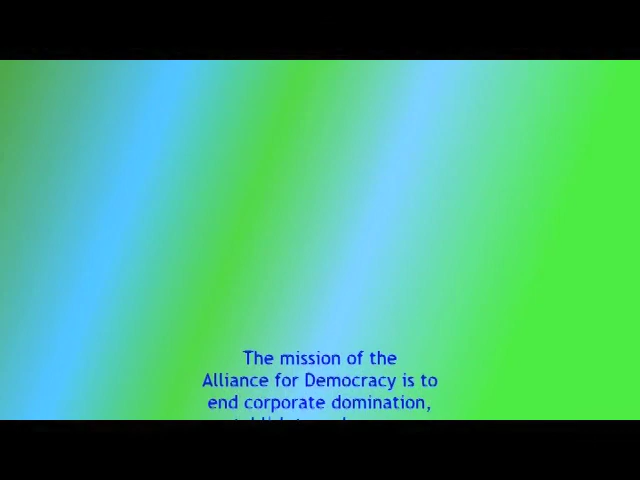 The mission of the
Alliance for Democracy is to
end corporate domination,